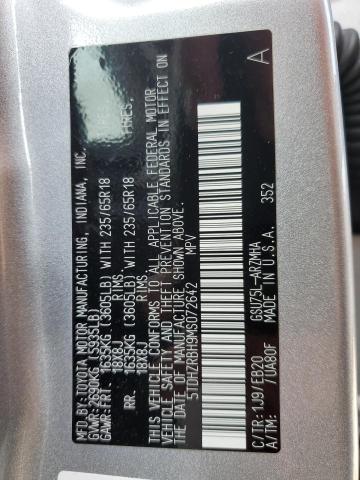 MFD.BY:TOYOTA MOTOR MANUFACTURING, INDIANA, INC.
GVWR: 2690KG (5935LB)
GAWR:FRT. 1635KG (3605LB) WITH 235/65R18 TIRES,
18X8J RIMS.
RR. 1635KG (3605LB) WITH 235/65R18
18X8J RIMS.
THIS VEHICLE CONFORMS TO ALL APPLICABLE FEDERAL MOTOR
VEHICLE SAFETY AND THEFT PREVENTION STANDARDS IN EFFECT ON
THE DATE OF MANUFACTURE SHOWN ABOVE.
5TDHZRBH9MS072642 MPV
GSU75L-ARZMHA
C/TR:1J9/EB20 352 A
A/TM: /UA80F MADE IN U.S.A.